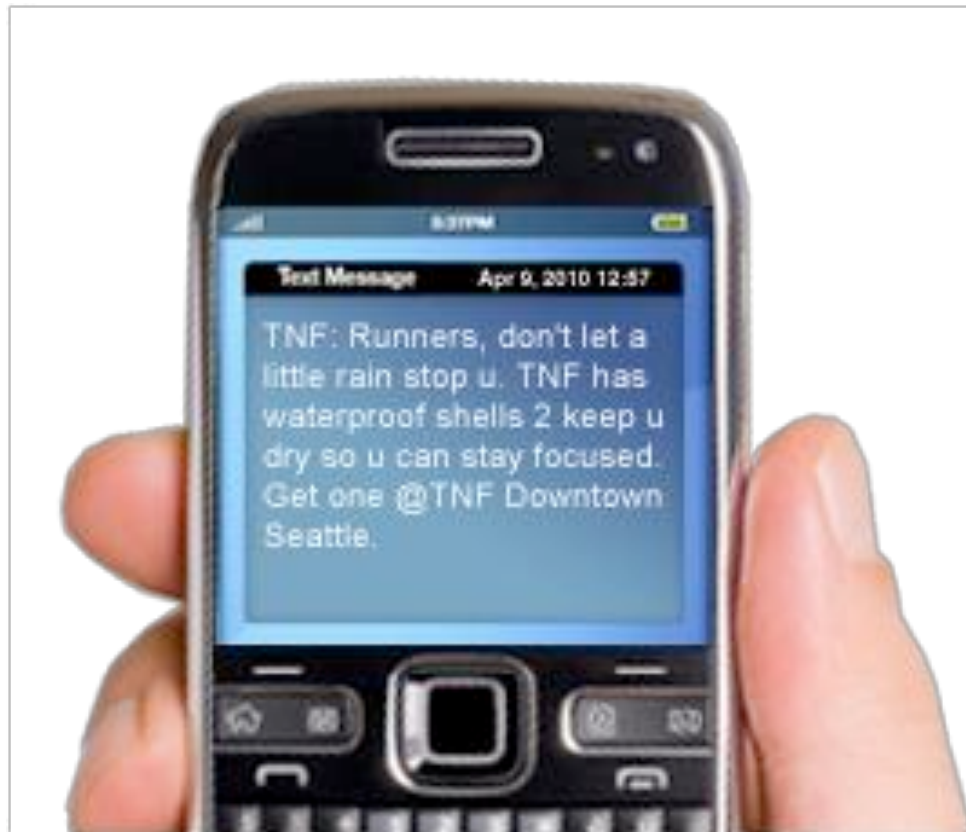 Text Message Apr 9, 2010 12:57
TNF: Runners, don't let a
little rain stop u. TNF has
waterproof shells 2 keep u
dry so u can stay focused.
Get one @TNF Downtown
Seattle.